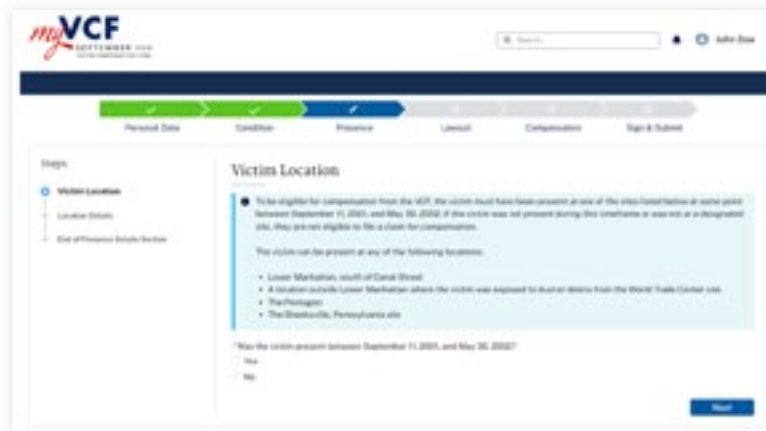 myVCF
SEPTEMBER 11th
VICTIM COMPENSATION FUND
Search
John Doe
Personal Data
Condition
Presence
Lawsuit
Compensation
Sign & Submit
Steps
Victim Location
Location Details
End of Presence Details Section
Victim Location
To be eligible for compensation from the VCF, the victim must have been present at one of the sites listed below at some point
between September 11, 2001, and May 30, 2002. If the victim was not present during this timeframe or was not at a designated
site, they are not eligible to file a claim for compensation.
The victim can be present at any of the following locations:
• Lower Manhattan, south of Canal Street
• A location outside Lower Manhattan where the victim was exposed to dust or debris from the World Trade Center site
• The Pentagon
• The Shanksville, Pennsylvania site
*Was the victim present between September 11, 2001, and May 30, 2002?
Yes
No
Next